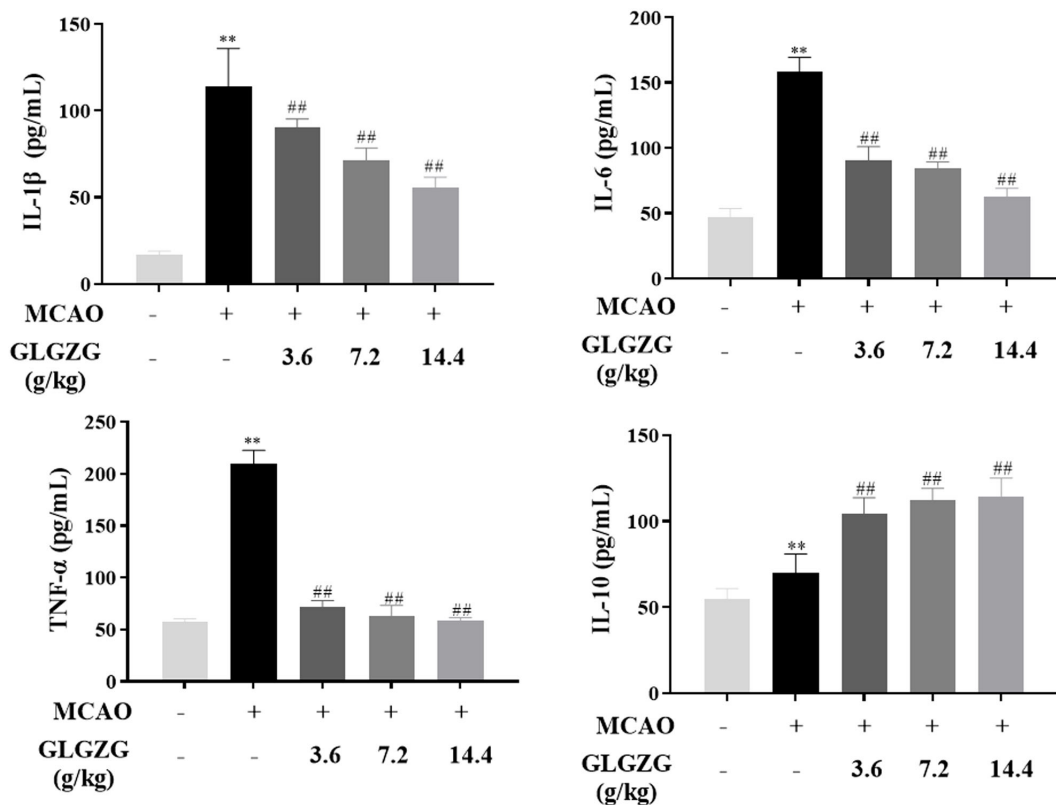 IL-1β (pg/mL)
150
100
50
0
**
##
##
##
MCAO - + + + +
GLGZG - - 3.6 7.2 14.4
(g/kg)
IL-6 (pg/mL)
200
150
100
50
0
**
##
##
##
MCAO - + + + +
GLGZG - - 3.6 7.2 14.4
(g/kg)
TNF-α (pg/mL)
250
200
150
100
50
0
**
##
##
##
MCAO - + + + +
GLGZG - - 3.6 7.2 14.4
(g/kg)
IL-10 (pg/mL)
150
100
50
0
**
##
##
##
MCAO - + + + +
GLGZG - - 3.6 7.2 14.4
(g/kg)